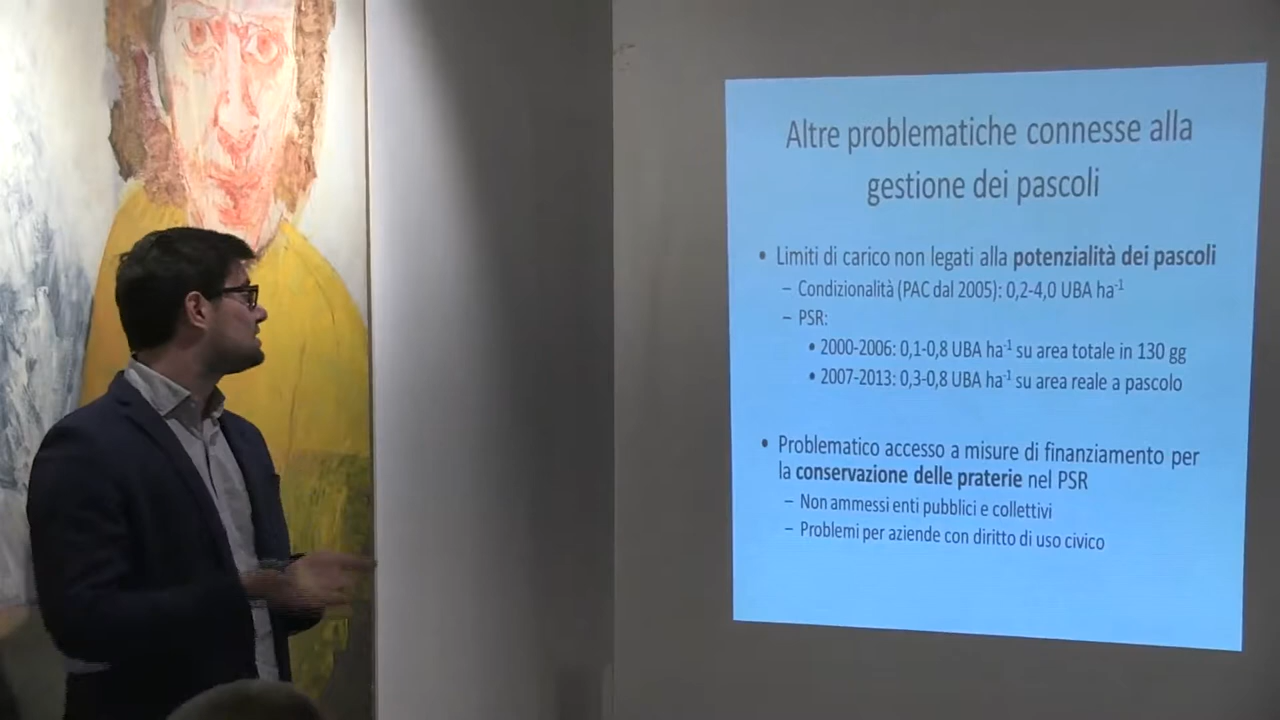 Altre problematiche connesse alla
gestione dei pascoli
• Limiti di carico non legati alla potenzialità dei pascoli
– Condizionalità (PAC dal 2005): 0,2-4,0 UBA ha⁻¹
– PSR:
• 2000-2006: 0,1-0,8 UBA ha⁻¹ su area totale in 130 gg
• 2007-2013: 0,3-0,8 UBA ha⁻¹ su area reale a pascolo
• Problematico accesso a misure di finanziamento per
la conservazione delle praterie nel PSR
– Non ammessi enti pubblici e collettivi
– Problemi per aziende con diritto di uso civico